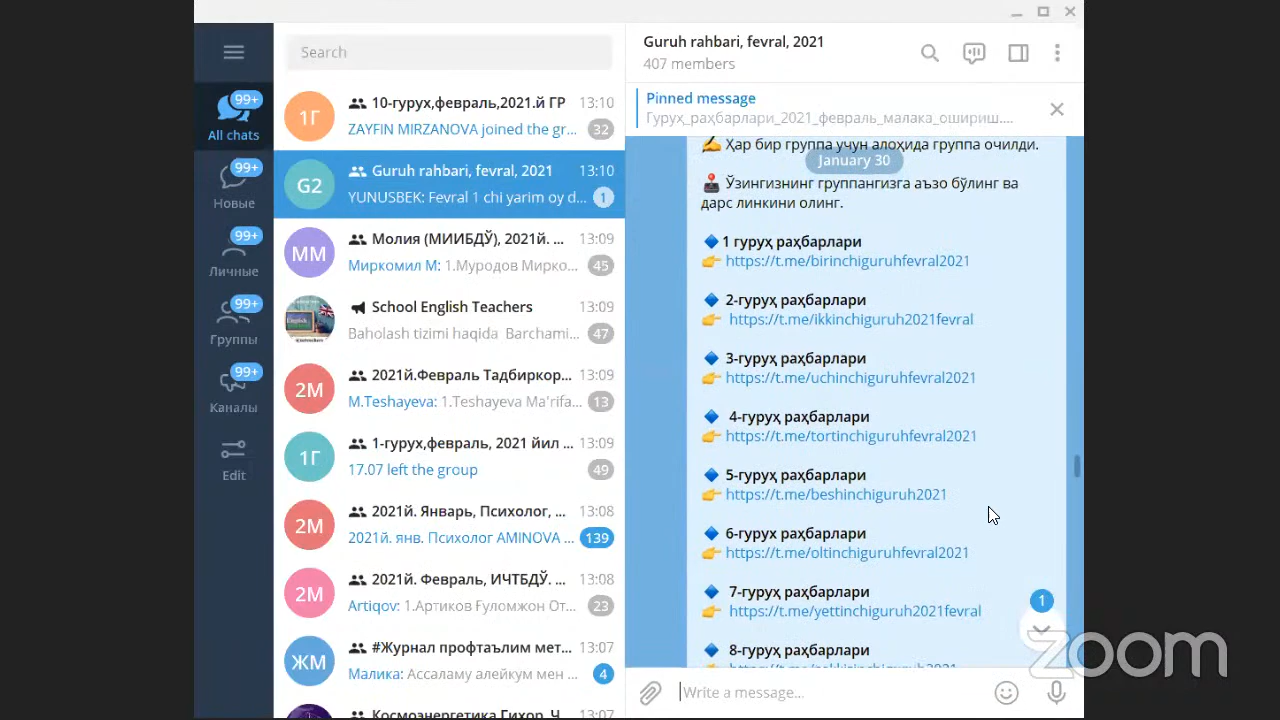 Search
99+
All chats
99+
Новые
99+
Личные
99+
Группы
99+
Каналы
Edit
1Г
10-гурух,февраль,2021.й ГР
13:10
ZAYFIN MIRZANOVA joined the gr...
32
G2
Guruh rahbari, fevral, 2021
13:10
YUNUSBEK: Fevral 1 chi yarim oy d...
1
ММ
Молия (МИИБДЎ), 2021й. ...
13:09
Миркомил М: 1.Муродов Мирко...
45
School English Teachers
13:09
Baholash tizimi haqida Barchami...
47
2М
2021й.Февраль Тадбиркор...
13:09
M.Teshayeva: 1.Teshayeva Ma'rifa...
13
1Г
1-гурух,февраль, 2021 йил ...
13:09
17.07 left the group
49
2М
2021й. Январь, Психолог, ...
13:08
2021й. янв. Психолог AMINOVA ...
139
2М
2021й. Февраль, ИЧТБДЎ. ...
13:08
Artiqov: 1.Артиков Ғуломжон От...
23
ЖМ
#Журнал профтаълим мет...
13:07
Малика: Ассаламу алейкум мен ...
4
Космоэнергетика Гихор, Ч...
13:07
Guruh rahbari, fevral, 2021
407 members
Pinned message
Гуруҳ_раҳбарлари_2021_февраль_малака_ошириш....
✍ Ҳар бир группа учун алоҳида группа очилди.
January 30
🕹 Ўзингизнинг группангизга аъзо бўлинг ва
дарс линкини олинг.
🔷1 гуруҳ раҳбарлари
👉 https://t.me/birinchiguruhfevral2021
🔷 2-гуруҳ раҳбарлари
👉 https://t.me/ikkinchiguruh2021fevral
🔷 3-гуруҳ раҳбарлари
👉 https://t.me/uchinchiguruhfevral2021
🔷 4-гуруҳ раҳбарлари
👉 https://t.me/tortinchiguruhfevral2021
🔷 5-гуруҳ раҳбарлари
👉 https://t.me/beshinchiguruh2021
🔷 6-гурух раҳбарлари
👉 https://t.me/oltinchiguruhfevral2021
🔷 7-гуруҳ раҳбарлари
👉 https://t.me/yettinchiguruh2021fevral
🔷 8-гуруҳ раҳбарлари
1
Write a message...
zoom